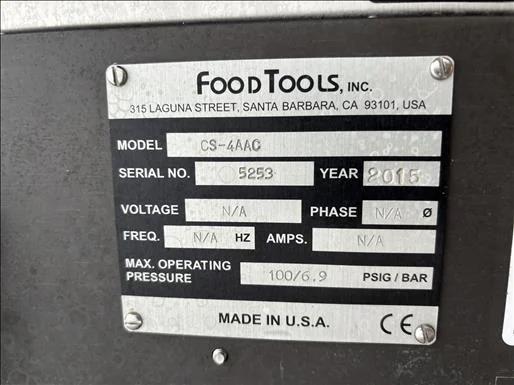 FOODTOOLS, INC.
315 LAGUNA STREET, SANTA BARBARA, CA 93101, USA
MODEL CS-4AAC
SERIAL NO. 5253 YEAR 2015
VOLTAGE N/A PHASE N/A Ø
FREQ. N/A HZ AMPS. N/A
MAX. OPERATING PRESSURE 100/6.9 PSIG / BAR
MADE IN U.S.A. CE